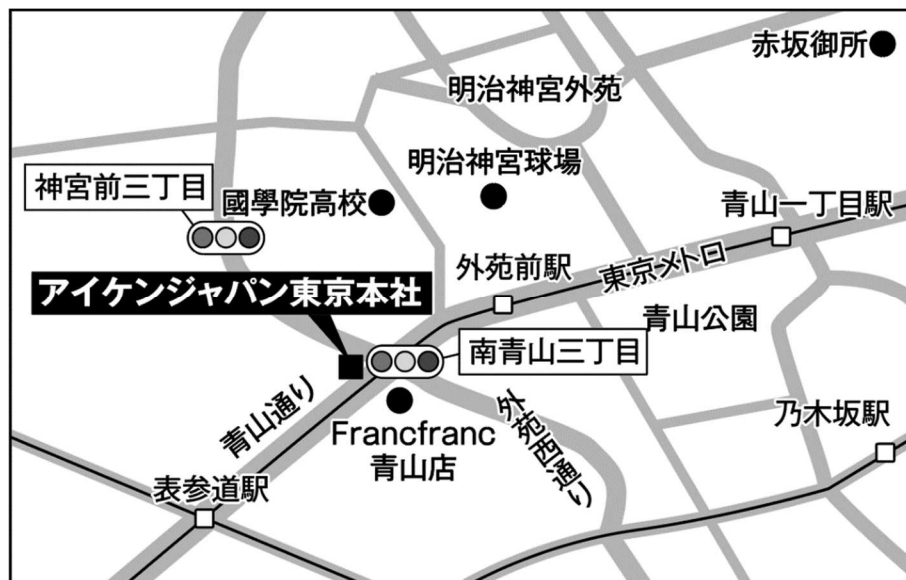 赤坂御所
明治神宮外苑
明治神宮球場
神宮前三丁目
國學院高校
青山一丁目駅
外苑前駅
東京メトロ
アイケンジャパン東京本社
青山公園
南青山三丁目
青山通り
Francfranc
青山店
外苑西通り
乃木坂駅
表参道駅